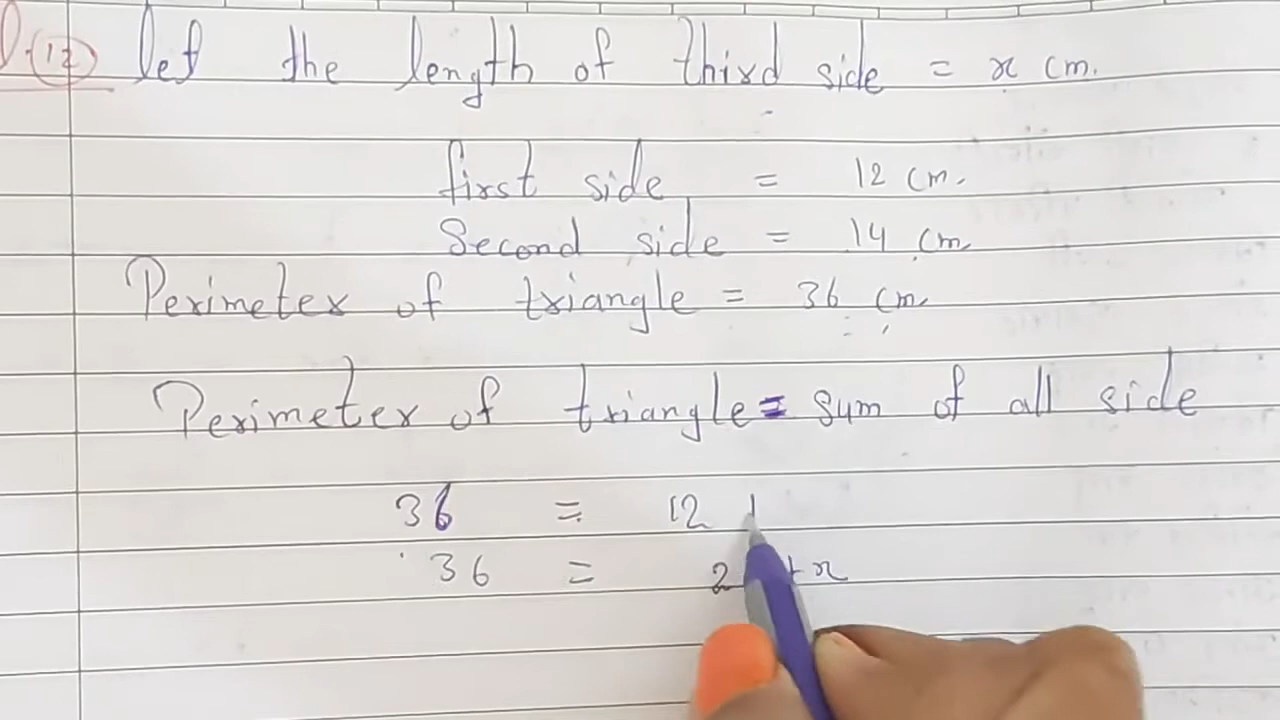 Q.(12) Let the length of third side = x cm.
first side = 12 cm.
Second side = 14 cm.
Perimeter of triangle = 36 cm.
Perimeter of triangle = sum of all side
36 = 12
36 = 2 + x